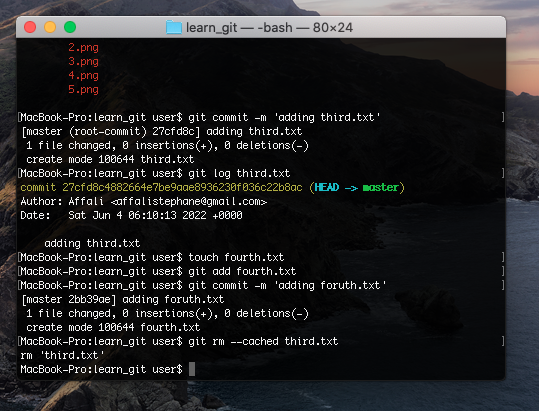 learn_git — -bash — 80×24
2.png
3.png
4.png
5.png
[MacBook-Pro:learn_git user$ git commit -m 'adding third.txt' ]
[master (root-commit) 27cfd8c] adding third.txt
1 file changed, 0 insertions(+), 0 deletions(-)
create mode 100644 third.txt
[MacBook-Pro:learn_git user$ git log third.txt ]
commit 27cfd8c4882664e7be9aae8936230f036c22b8ac (HEAD -> master)
Author: Affali <affalistephane@gmail.com>
Date:   Sat Jun 4 06:10:13 2022 +0000
adding third.txt
[MacBook-Pro:learn_git user$ touch fourth.txt ]
[MacBook-Pro:learn_git user$ git add fourth.txt ]
[MacBook-Pro:learn_git user$ git commit -m 'adding foruth.txt' ]
[master 2bb39ae] adding foruth.txt
1 file changed, 0 insertions(+), 0 deletions(-)
create mode 100644 fourth.txt
[MacBook-Pro:learn_git user$ git rm --cached third.txt ]
rm 'third.txt'
MacBook-Pro:learn_git user$